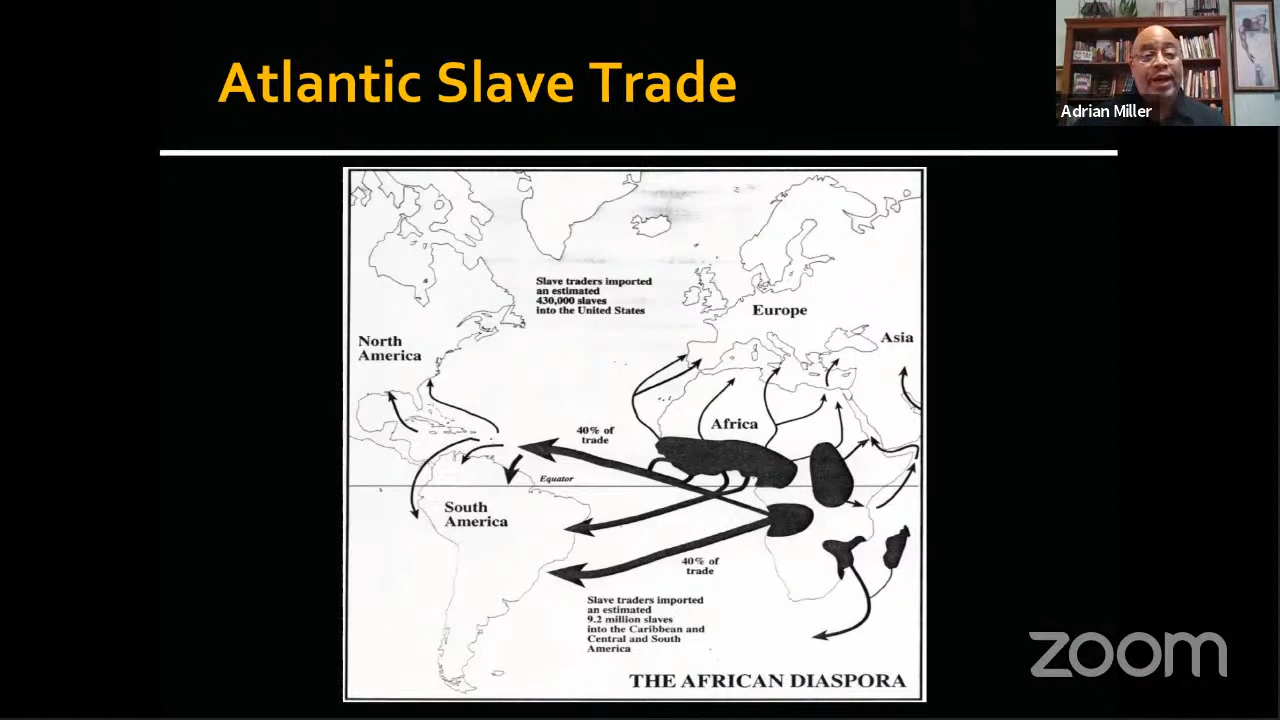 Atlantic Slave Trade
Adrian Miller
Slave traders imported
an estimated
430,000 slaves
into the United States
Europe
North
America
Asia
Africa
40% of
trade
Equator
South
America
40% of
trade
Slave traders imported
an estimated
9.2 million slaves
into the Caribbean and
Central and South
America
THE AFRICAN DIASPORA
zoom